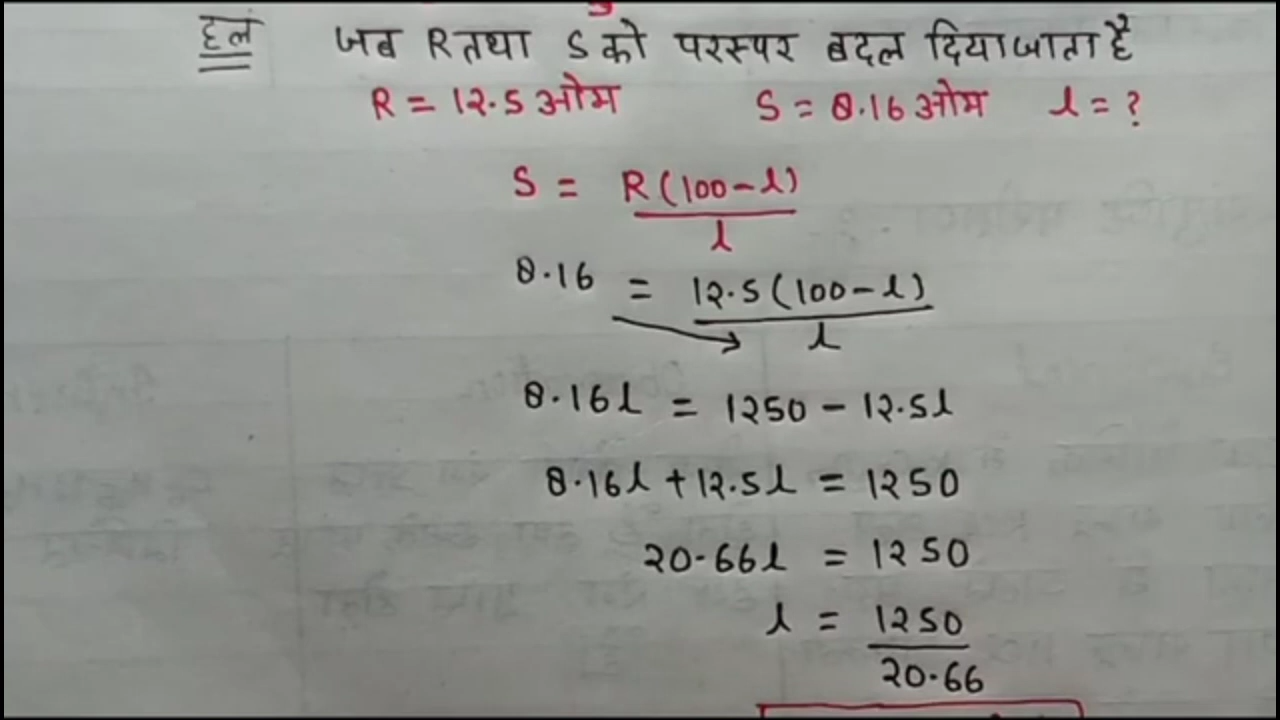 हल जब R तथा S को परस्पर बदल दिया जाता है
R = 12.5 ओम S = 8.16 ओम l = ?
S = R(100-l)
l
8.16 = 12.5(100-l)
l
8.16l = 1250 - 12.5l
8.16l + 12.5l = 1250
20.66l = 1250
l = 1250
20.66